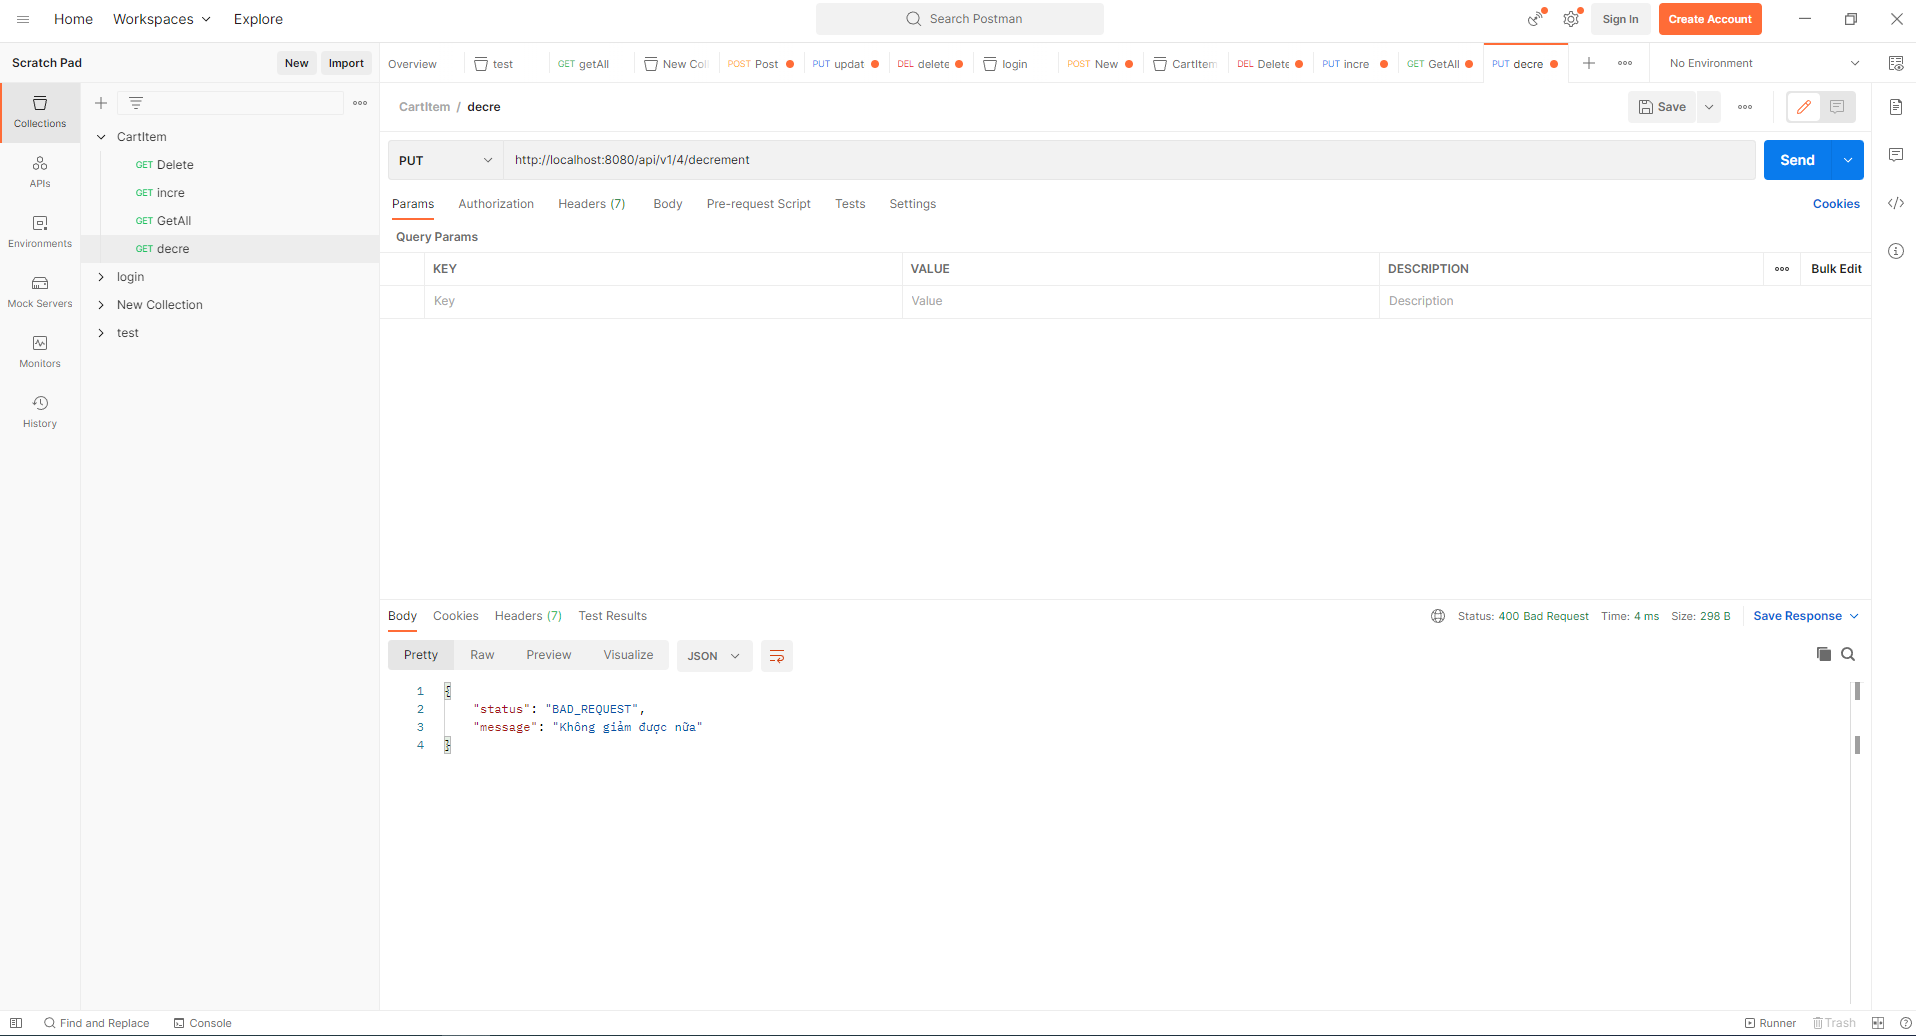 Home Workspaces Explore Search Postman Sign In Create Account
Scratch Pad New Import Overview test GET getAll New Col POST Post PUT updat DEL delete login POST New CartItem DEL Delete PUT incre GET GetAll PUT decre No Environment
Collections
APIs
Environments
Mock Servers
Monitors
History
CartItem
GET Delete
GET incre
GET GetAll
GET decre
login
New Collection
test
CartItem / decre Save
PUT http://localhost:8080/api/v1/4/decrement Send
Params Authorization Headers (7) Body Pre-request Script Tests Settings Cookies
Query Params
KEY VALUE DESCRIPTION Bulk Edit
Key Value Description
Body Cookies Headers (7) Test Results Status: 400 Bad Request Time: 4 ms Size: 298 B Save Response
Pretty Raw Preview Visualize JSON
1 {
2 "status": "BAD_REQUEST",
3 "message": "Không giảm được nữa"
4 }
Find and Replace Console Runner Trash